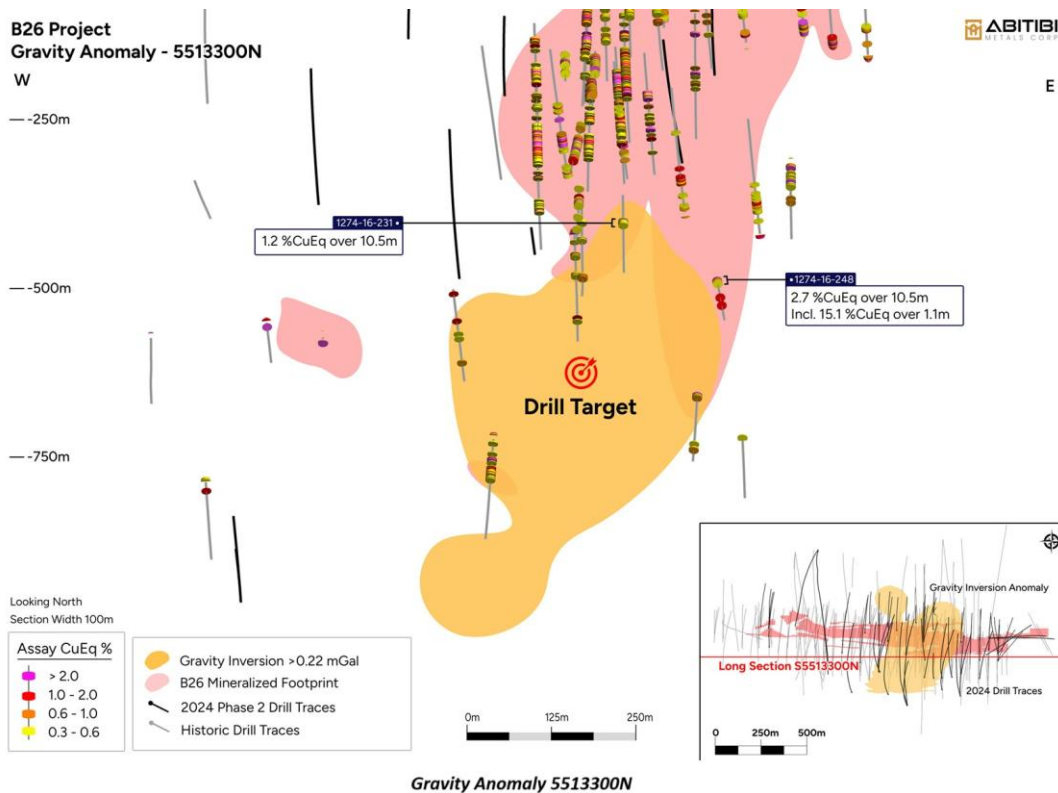 B26 Project
Gravity Anomaly - 5513300N
ABITIBI
METALS CORP
W
E
-250m
1274-16-231
1.2 %CuEq over 10.5m
-500m
1274-16-248
2.7 %CuEq over 10.5m
Incl. 15.1 %CuEq over 1.1m
Drill Target
-750m
Looking North
Section Width 100m
Assay CuEq %
> 2.0
1.0 - 2.0
0.6 - 1.0
0.3 - 0.6
Gravity Inversion >0.22 mGal
B26 Mineralized Footprint
2024 Phase 2 Drill Traces
Historic Drill Traces
0m 125m 250m
Gravity Inversion Anomaly
Long Section S5513300N
2024 Drill Traces
0 250m 500m
Gravity Anomaly 5513300N